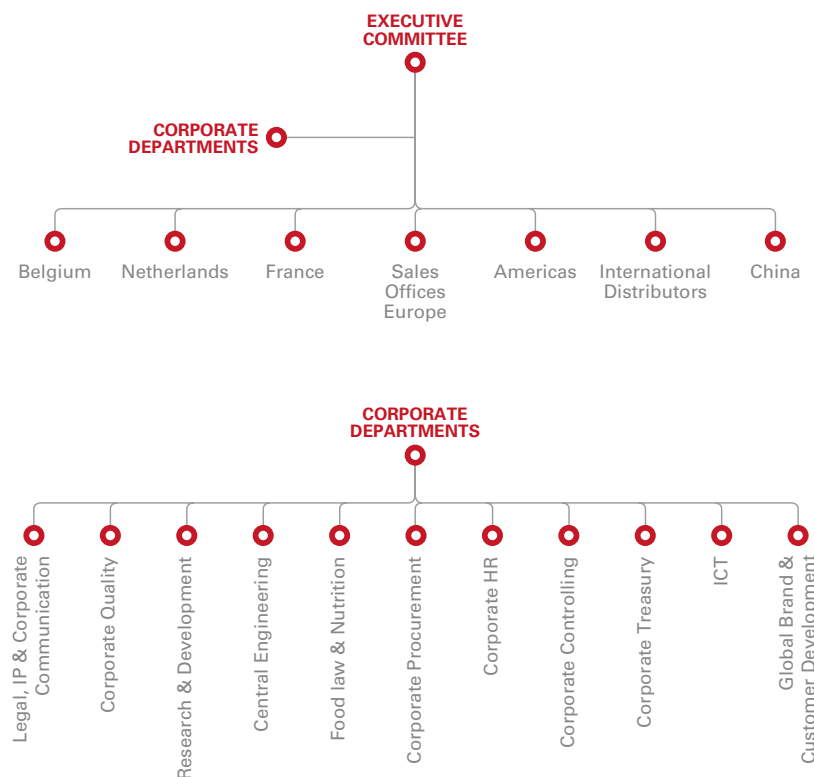 EXECUTIVE
COMMITTEE
CORPORATE
DEPARTMENTS
Belgium
Netherlands
France
Sales
Offices
Europe
Americas
International
Distributors
China
CORPORATE
DEPARTMENTS
Legal, IP & Corporate
Communication
Corporate Quality
Research & Development
Central Engineering
Food law & Nutrition
Corporate Procurement
Corporate HR
Corporate Controlling
Corporate Treasury
ICT
Global Brand &
Customer Development